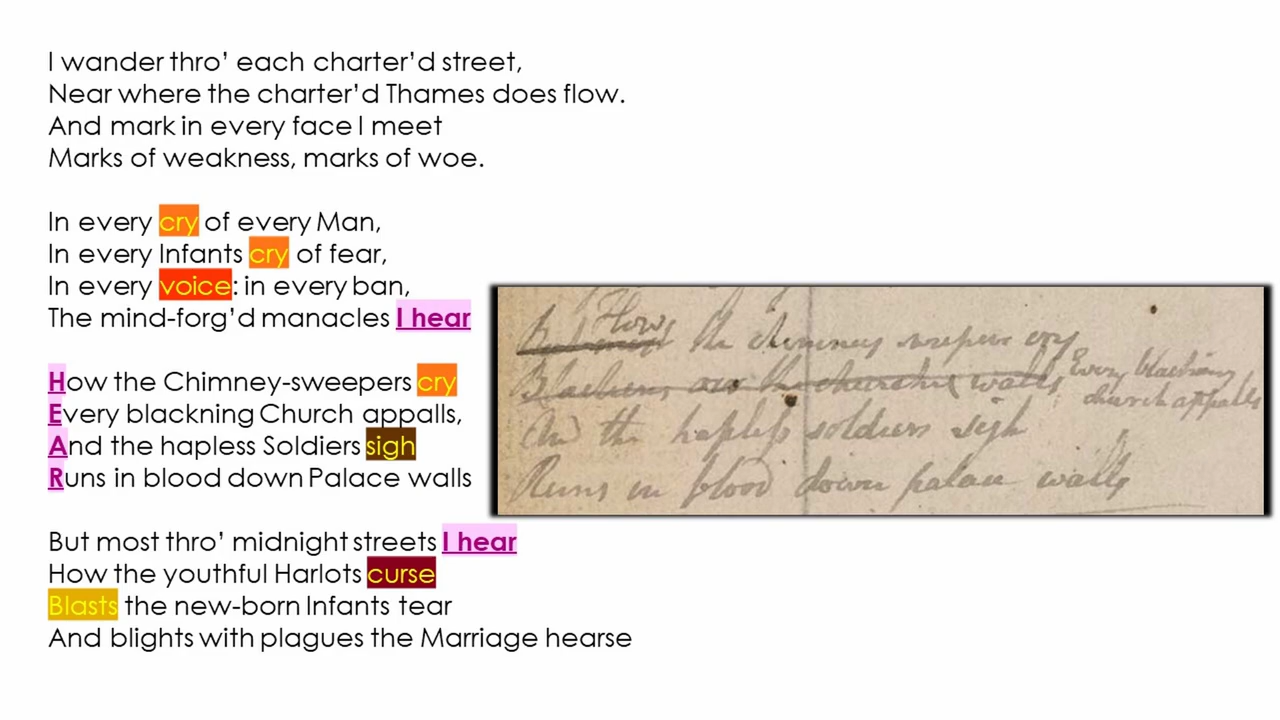 I wander thro’ each charter’d street,
Near where the charter’d Thames does flow.
And mark in every face I meet
Marks of weakness, marks of woe.
In every cry of every Man,
In every Infants cry of fear,
In every voice: in every ban,
The mind-forg’d manacles I hear
How the Chimney-sweepers cry
Every blackning Church appalls,
And the hapless Soldiers sigh
Runs in blood down Palace walls
But most thro’ midnight streets I hear
How the youthful Harlots curse
Blasts the new-born Infants tear
And blights with plagues the Marriage hearse
How the chimney weepers cry
Every blackning
church appalls
And the hapless soldiers sigh
Runs in blood down palace walls